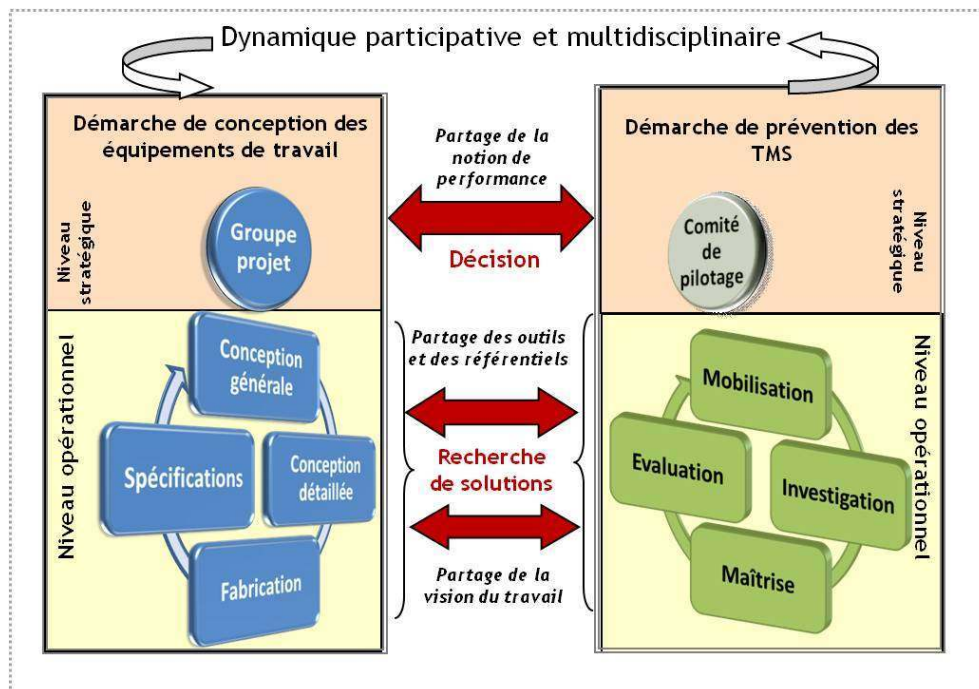 Dynamique participative et multidisciplinaire
Démarche de conception des
équipements de travail
Niveau
stratégique
Groupe
projet
Niveau opérationnel
Conception
générale
Spécifications
Conception
détaillée
Fabrication
Partage de la
notion de
performance
Décision
Partage des outils
et des référentiels
Recherche
de solutions
Partage de la
vision du travail
Démarche de prévention des
TMS
Comité
de
pilotage
Niveau
stratégique
Mobilisation
Evaluation
Investigation
Maîtrise
Niveau opérationnel